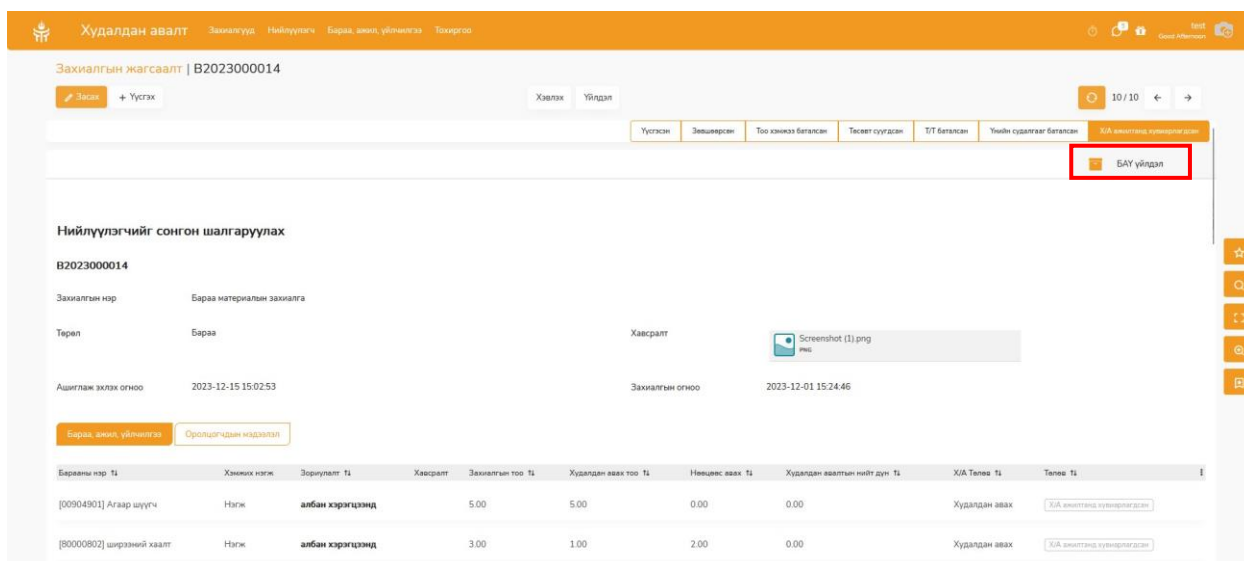 Худалдан авалт Захиалгууд Нийлүүлэгч Бараа, ажил, үйлчилгээ Тохиргоо
test
Good Afternoon
Захиалгын жагсаалт | B2023000014
Засах + Үүсгэх Хэвлэх Үйлдэл 10 / 10
Үүсгэсэн Зөвшөөрсөн Тоо хэмжээ баталсан Төсөвт суугдсан Т/Т баталсан Үнийн судалгааг баталсан Х/А ажилтанд хувиарлагдсан
БАҮ үйлдэл
Нийлүүлэгчийг сонгон шалгаруулах
B2023000014
Захиалгын нэр Бараа материалын захиалга
Төрөл Бараа Хавсралт Screenshot (1).png
PNG
Ашиглаж эхлэх огноо 2023-12-15 15:02:53 Захиалгын огноо 2023-12-01 15:24:46
Бараа, ажил, үйлчилгээ Оролцогчдын мэдээлэл
Барааны нэр Хэмжих нэгж Зориулалт Хавсралт Захиалгын тоо Худалдан авах тоо Нөөцөөс авах Худалдан авалтын нийт дүн Х/А Төлөв Төлөв
[00904901] Агаар шүүгч Нэгж албан хэрэгцээнд 5.00 5.00 0.00 0.00 Худалдан авах Х/А ажилтанд хувиарлагдсан
[80000802] ширээний хаалт Нэгж албан хэрэгцээнд 3.00 1.00 2.00 0.00 Худалдан авах Х/А ажилтанд хувиарлагдсан